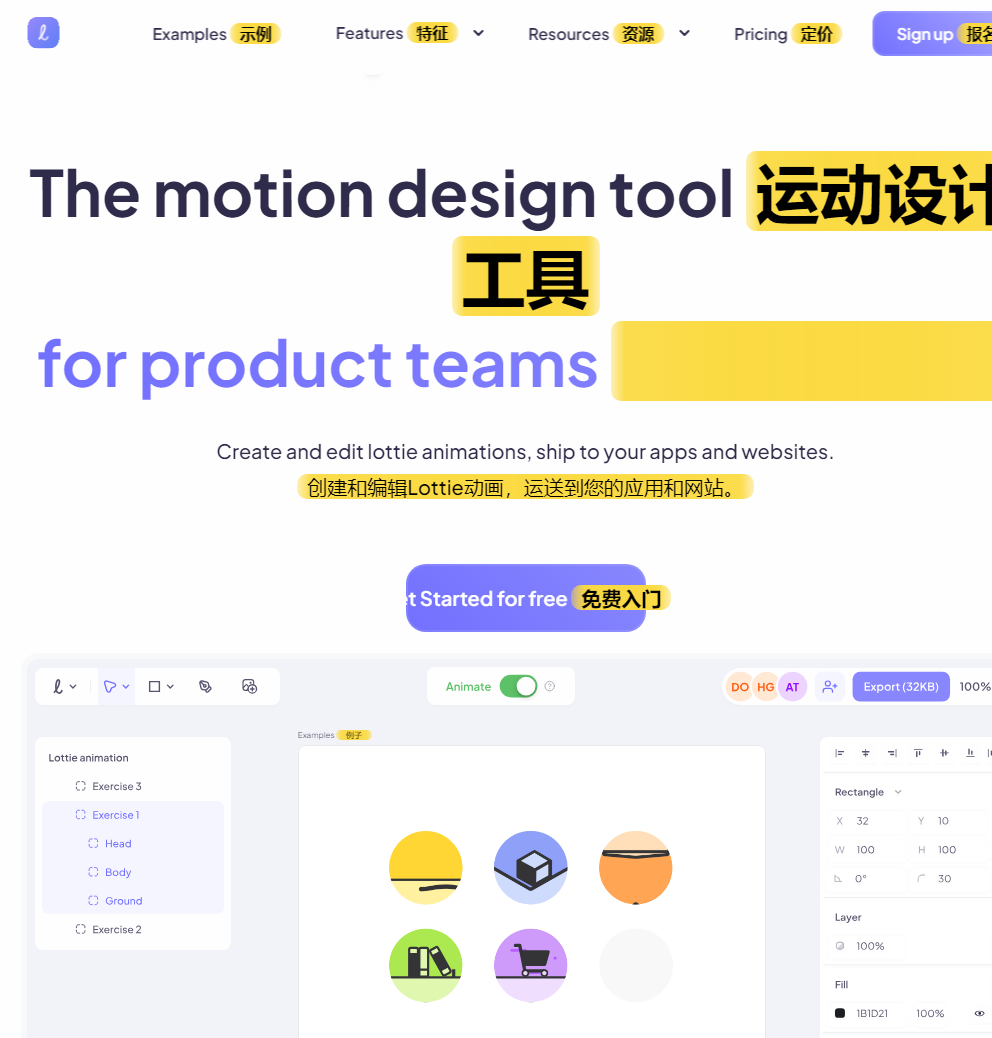 Examples 示例 Features 特征 Resources 资源 Pricing 定价 Sign up 报名
The motion design tool 运动设计
工具
for product teams
Create and edit lottie animations, ship to your apps and websites.
创建和编辑Lottie动画，运送到您的应用和网站。
t Started for free 免费入门
Animate
DO HG AT
Export (32KB) 100%
Examples 例子
Lottie animation
Exercise 3
Exercise 1
Head
Body
Ground
Exercise 2
Rectangle
X 32 Y 10
W 100 H 100
0° 30
Layer
100%
Fill
1B1D21 100%